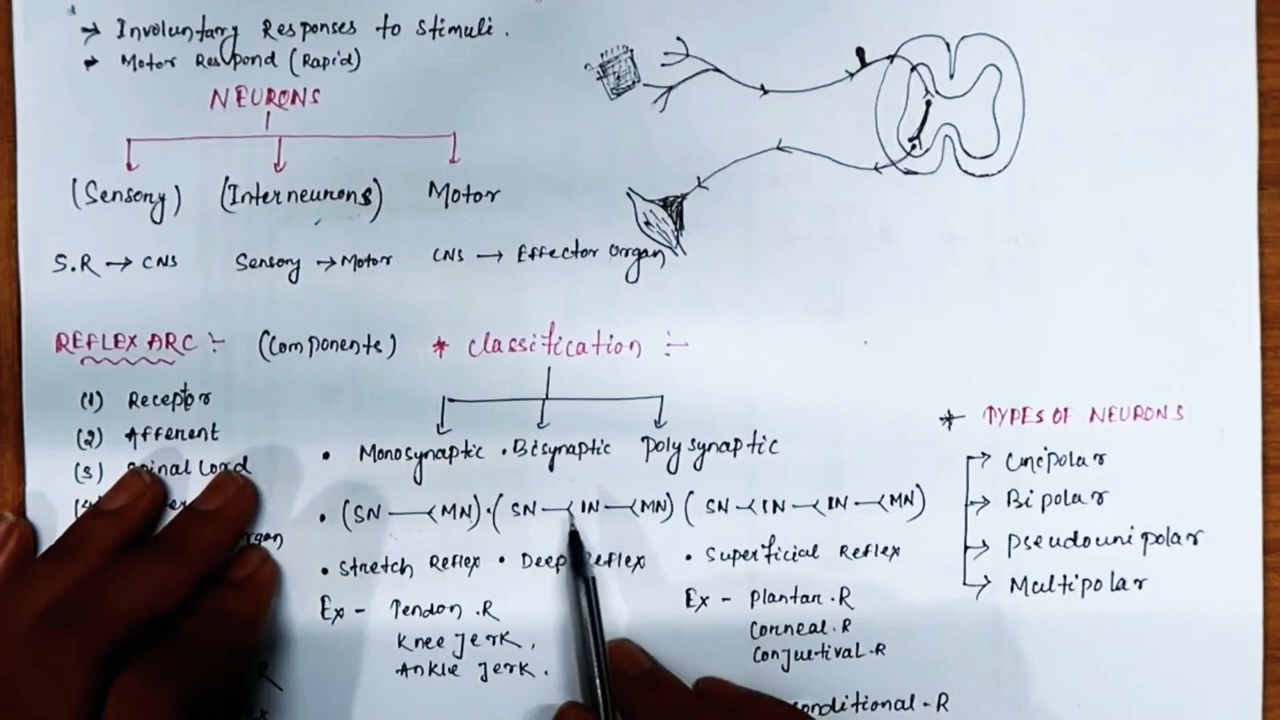 → Involuntary Responses to Stimuli.
→ Motor Respond (Rapid)
NEURONS
(Sensory) (Interneurons) Motor
S.R → CNS Sensory → Motor CNS → Effector Organ
REFLEX ARC :- (Components) * Classification :-
(1) Receptor
(2) Afferent
(3) Spinal Cord
• Monosynaptic • Bisynaptic Polysynaptic
• (SN —< MN) • (SN —< IN —< MN) (SN —< IN —< IN —< MN)
• Stretch Reflex • Deep Reflex • Superficial Reflex
Ex - Tendon .R
Knee Jerk,
Ankle Jerk.
Ex - Plantar .R
Corneal .R
Conjuctival .R
onditional - R
* TYPES OF NEURONS
→ Unipolar
→ Bipolar
→ Pseudounipolar
→ Multipolar